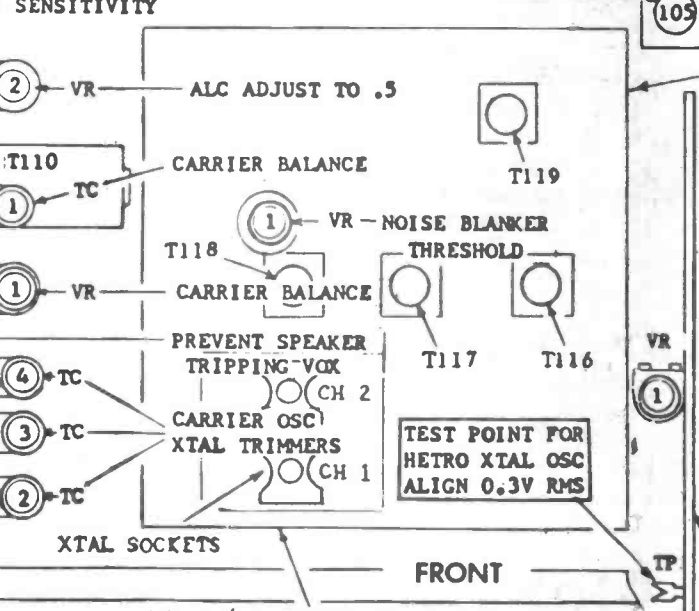 SENSITIVITY
105
2 VR ALC ADJUST TO .5
T119
T110
CARRIER BALANCE
1 TC
1 VR NOISE BLANKER
THRESHOLD
T118
1 VR CARRIER BALANCE
PREVENT SPEAKER
TRIPPING VOX
T117
T116
VR
1
4 TC
CH 2
CARRIER OSC
XTAL TRIMMERS
3 TC
CH 1
2 TC
TEST POINT FOR
HETRO XTAL OSC
ALIGN 0.3V RMS
XTAL SOCKETS
FRONT
TP